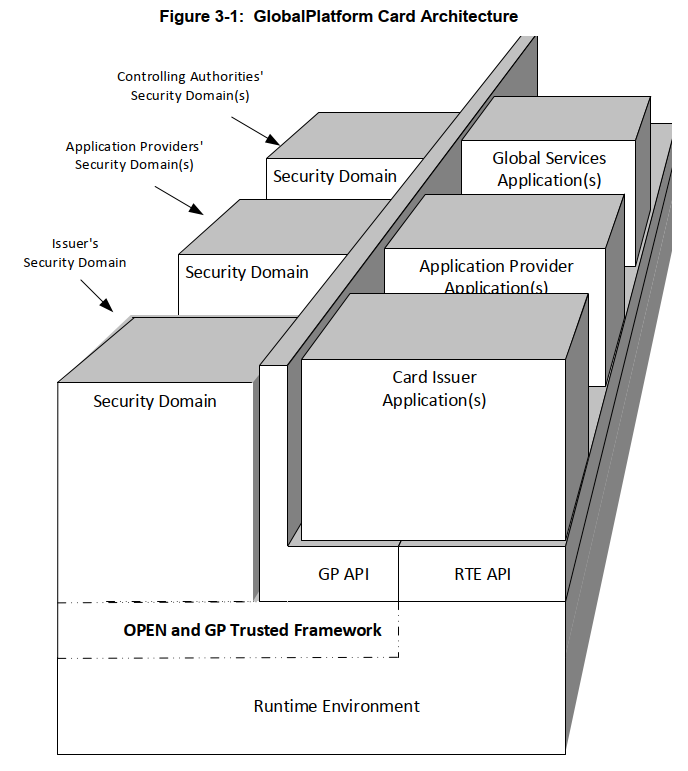 Figure 3-1: GlobalPlatform Card Architecture
Controlling Authorities'
Security Domain(s)
Application Providers'
Security Domain(s)
Issuer's
Security Domain
Security Domain
Security Domain
Security Domain
Global Services
Application(s)
Application Provider
Application(s)
Card Issuer
Application(s)
GP API
RTE API
OPEN and GP Trusted Framework
Runtime Environment